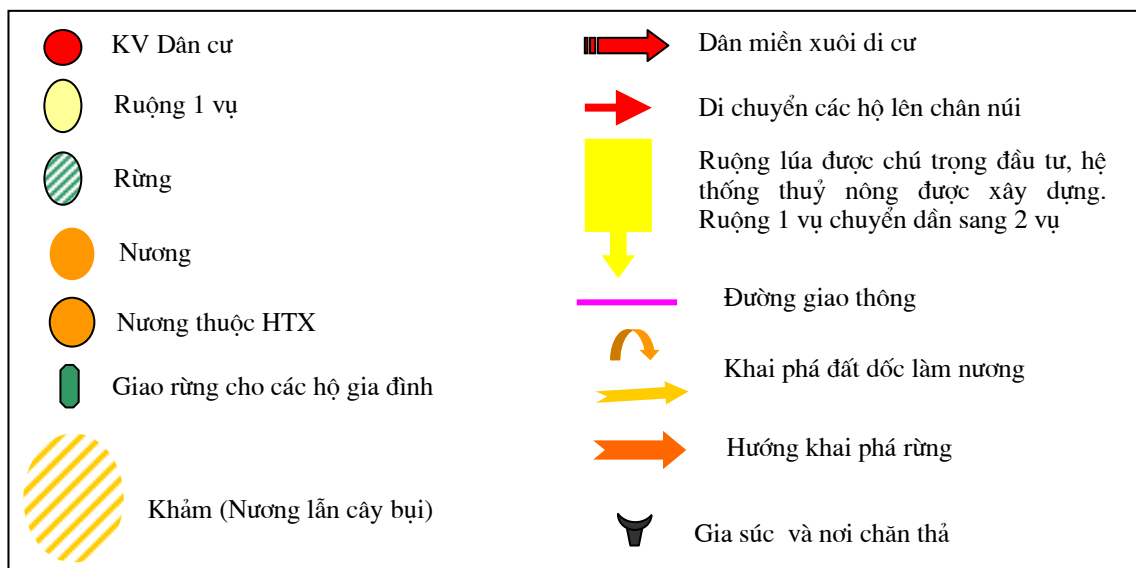 KV Dân cư
Ruộng 1 vụ
Rừng
Nương
Nương thuộc HTX
Giao rừng cho các hộ gia đình
Khảm (Nương lẫn cây bụi)
Dân miền xuôi di cư
Di chuyển các hộ lên chân núi
Ruộng lúa được chú trọng đầu tư, hệ
thống thuỷ nông được xây dựng.
Ruộng 1 vụ chuyển dần sang 2 vụ
Đường giao thông
Khai phá đất dốc làm nương
Hướng khai phá rừng
Gia súc và nơi chăn thả